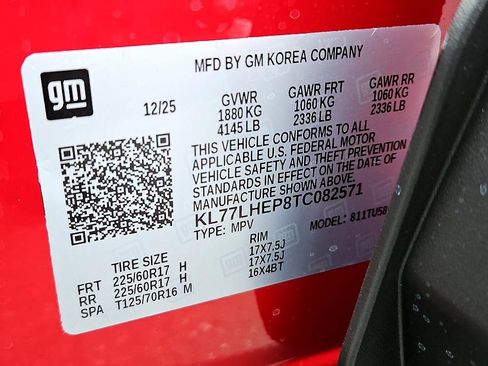 MFD BY GM KOREA COMPANY
gm
12/25
GVWR GAWR FRT GAWR RR
1880 KG 1060 KG 1060 KG
4145 LB 2336 LB 2336 LB
THIS VEHICLE CONFORMS TO ALL
APPLICABLE U.S. FEDERAL MOTOR
VEHICLE SAFETY AND THEFT PREVENTION
STANDARDS IN EFFECT ON THE DATE OF
MANUFACTURE SHOWN ABOVE.
KL77LHEP8TC082571
TYPE: MPV MODEL: 811TU58
TIRE SIZE RIM
FRT 225/60R17 H 17X7.5J
RR 225/60R17 H 17X7.5J
SPA T125/70R16 M 16X4BT